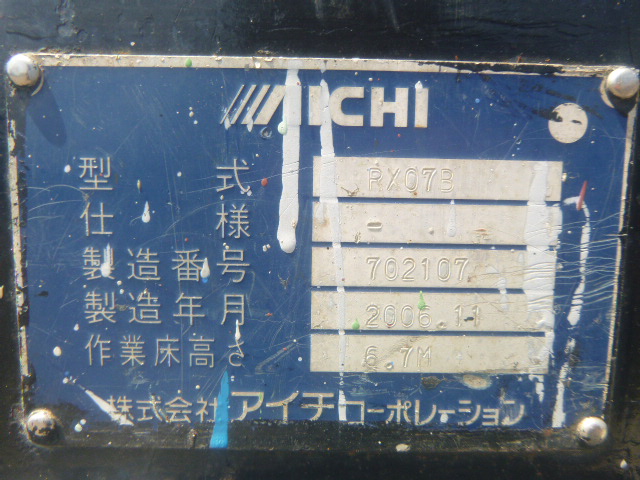 AICHI
型式 RX07B
仕様 -
製造番号 702107
製造年月 2006.11
作業床高さ 6.7M
株式会社アイチコーポレーション